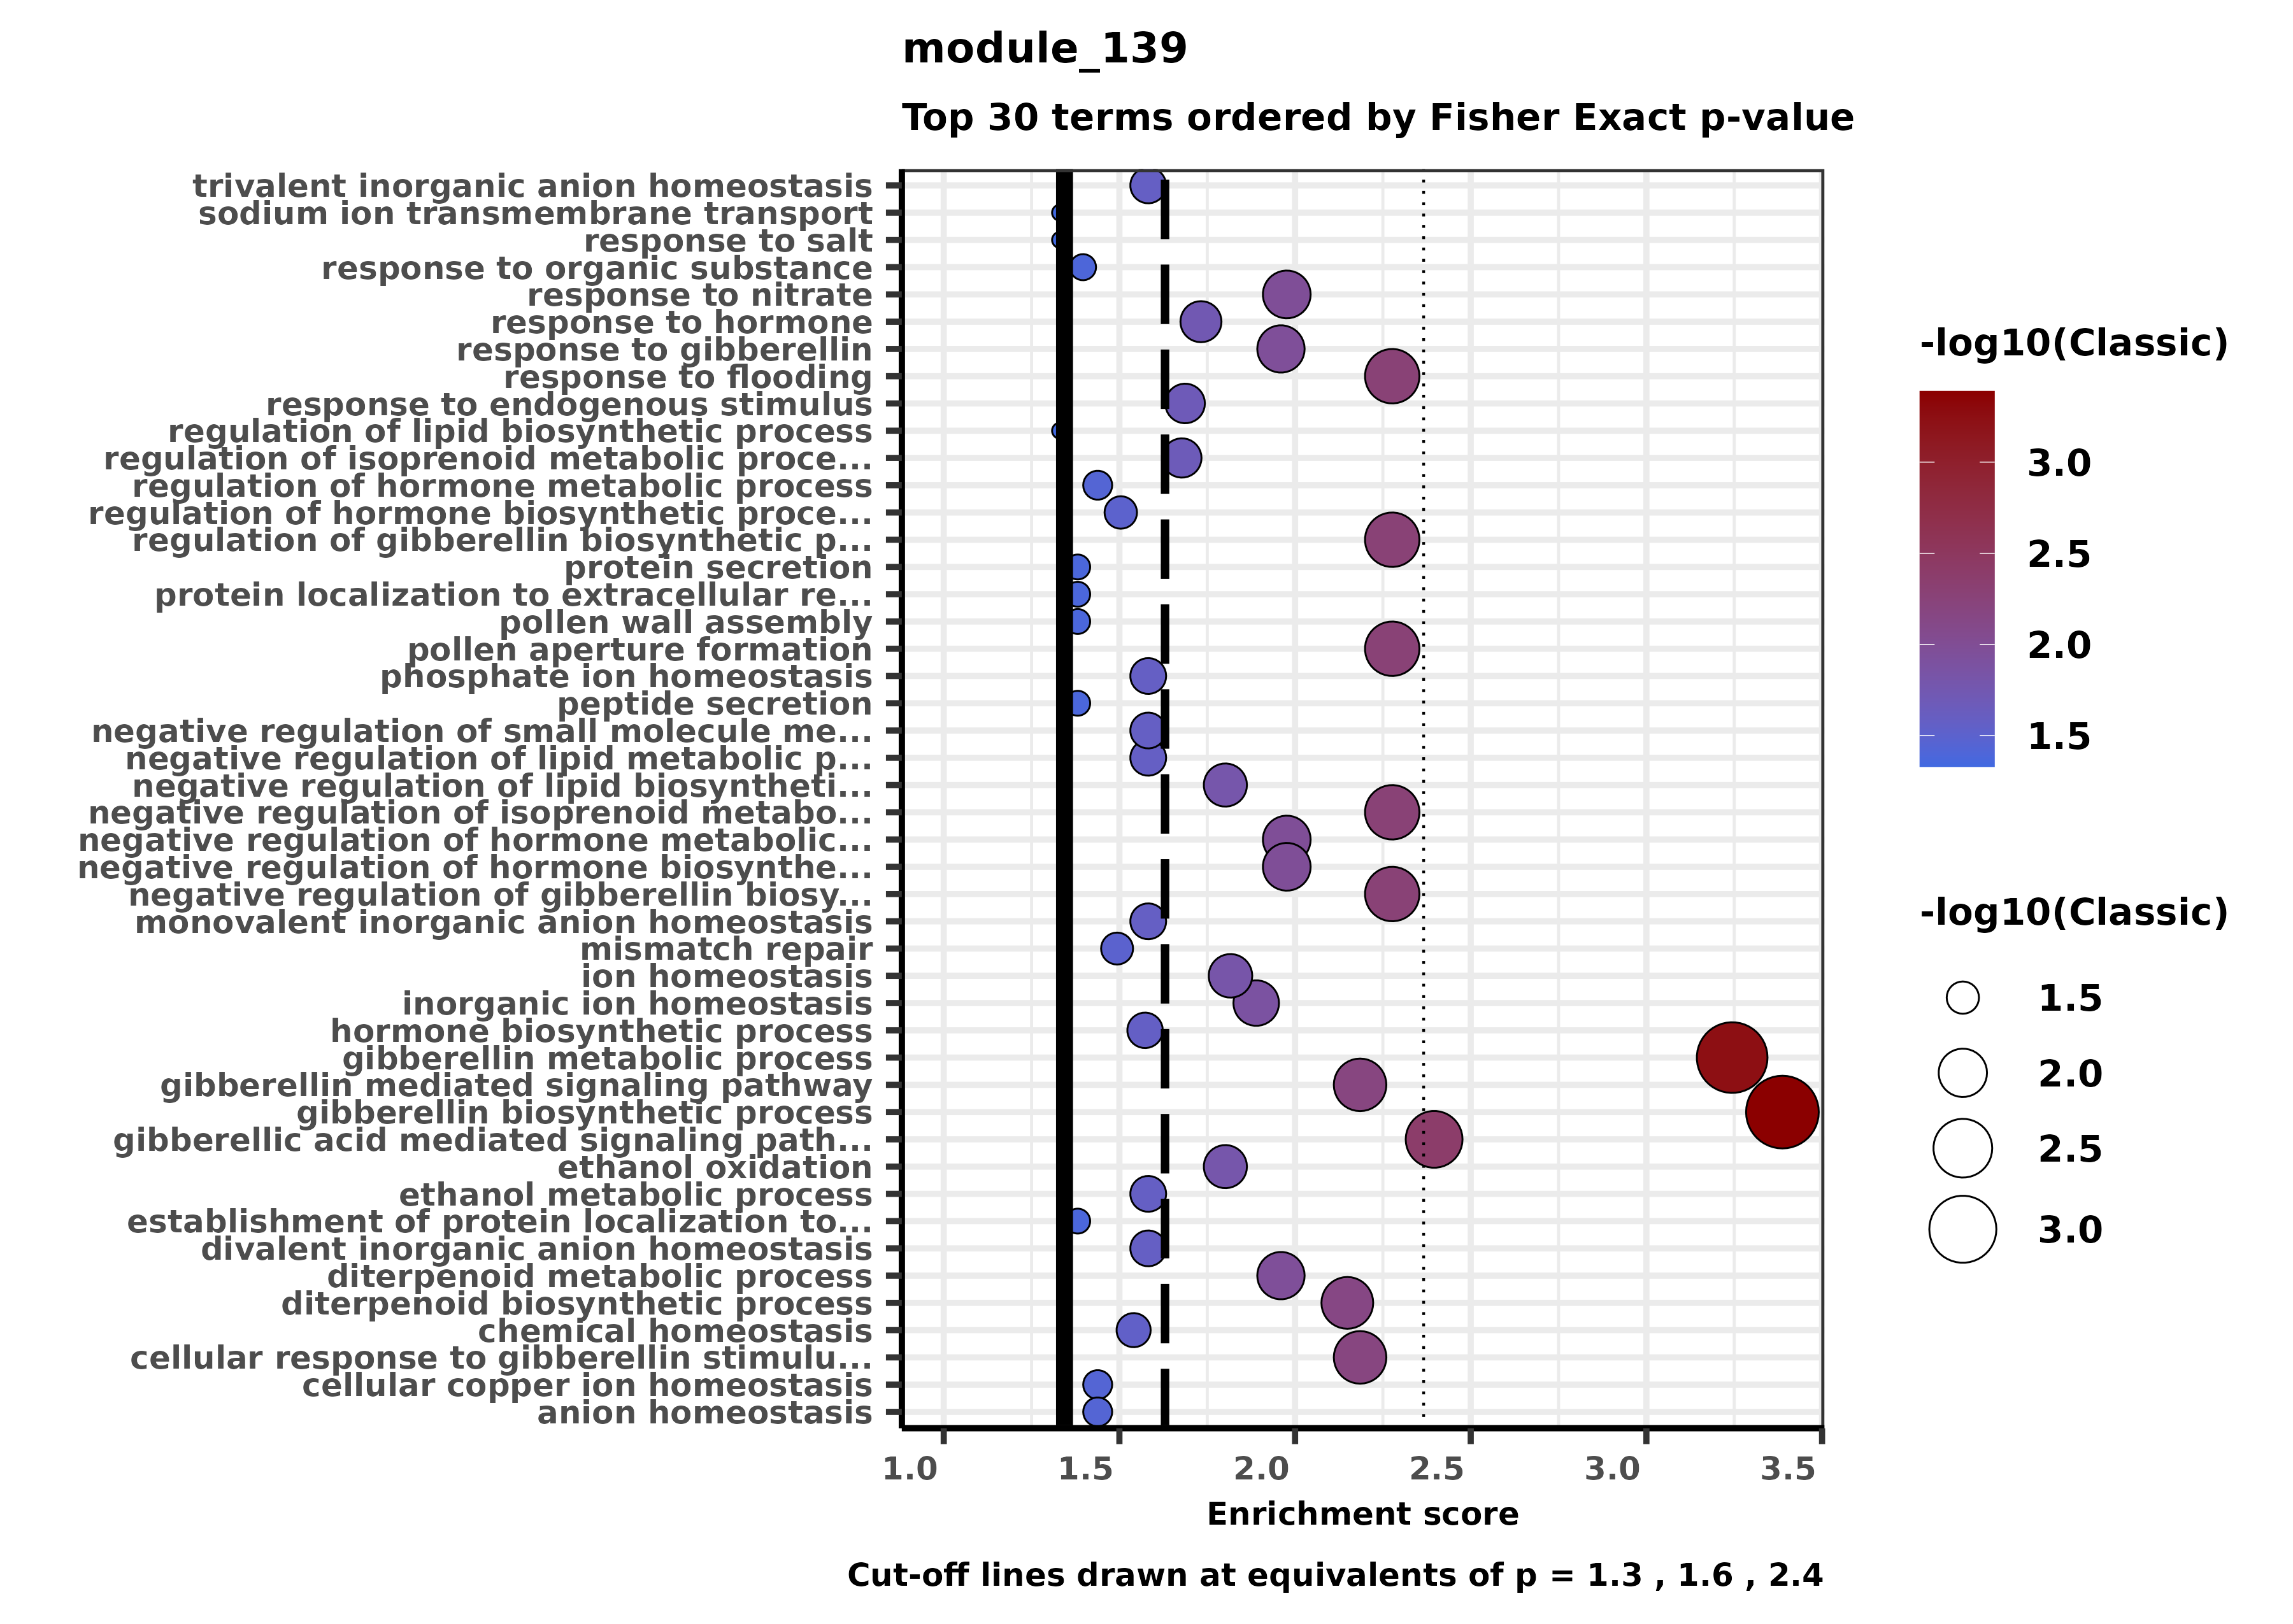 module_139
Top 30 terms ordered by Fisher Exact p-value
trivalent inorganic anion homeostasis
sodium ion transmembrane transport
response to salt
response to organic substance
response to nitrate
response to hormone
response to gibberellin
response to flooding
response to endogenous stimulus
regulation of lipid biosynthetic process
regulation of isoprenoid metabolic proce...
regulation of hormone metabolic process
regulation of hormone biosynthetic proce...
regulation of gibberellin biosynthetic p...
protein secretion
protein localization to extracellular re...
pollen wall assembly
pollen aperture formation
phosphate ion homeostasis
peptide secretion
negative regulation of small molecule me...
negative regulation of lipid metabolic p...
negative regulation of lipid biosyntheti...
negative regulation of isoprenoid metabo...
negative regulation of hormone metabolic...
negative regulation of hormone biosynthe...
negative regulation of gibberellin biosy...
monovalent inorganic anion homeostasis
mismatch repair
ion homeostasis
inorganic ion homeostasis
hormone biosynthetic process
gibberellin metabolic process
gibberellin mediated signaling pathway
gibberellin biosynthetic process
gibberellic acid mediated signaling path...
ethanol oxidation
ethanol metabolic process
establishment of protein localization to...
divalent inorganic anion homeostasis
diterpenoid metabolic process
diterpenoid biosynthetic process
chemical homeostasis
cellular response to gibberellin stimulu...
cellular copper ion homeostasis
anion homeostasis
1.0 1.5 2.0 2.5 3.0 3.5
Enrichment score
Cut-off lines drawn at equivalents of p = 1.3 , 1.6 , 2.4
-log10(Classic)
3.0
2.5
2.0
1.5
-log10(Classic)
1.5
2.0
2.5
3.0